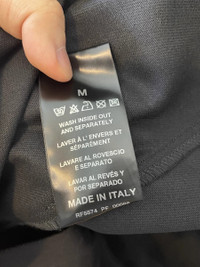 M
WASH INSIDE OUT
AND SEPARATELY
LAVER À L' ENVERS ET
SÉPARÉMENT
LAVARE AL ROVESCIO
E SEPARATO
LAVAR AL REVÉS Y
POR SEPARADO
MADE IN ITALY